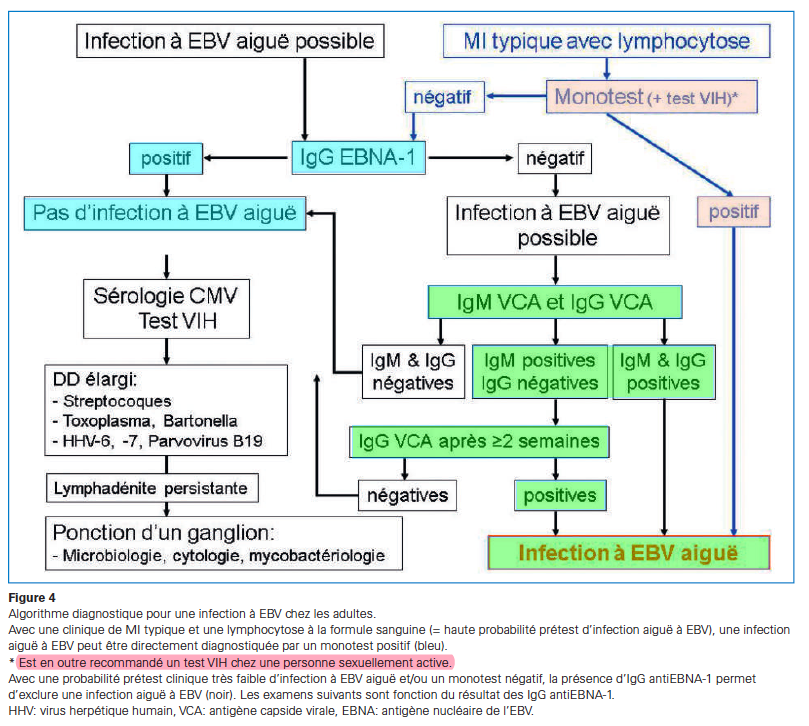 Infection à EBV aiguë possible
MI typique avec lymphocytose
négatif
Monotest (+ test VIH)*
positif
IgG EBNA-1
négatif
Pas d'infection à EBV aiguë
Infection à EBV aiguë
possible
positif
Sérologie CMV
Test VIH
IgM VCA et IgG VCA
IgM & IgG
négatives
IgM positives
IgG négatives
IgM & IgG
positives
DD élargi:
- Streptocoques
- Toxoplasma, Bartonella
- HHV-6, -7, Parvovirus B19
IgG VCA après ≥2 semaines
Lymphadénite persistante
négatives
positives
Ponction d'un ganglion:
- Microbiologie, cytologie, mycobactériologie
Infection à EBV aiguë
Figure 4
Algorithme diagnostique pour une infection à EBV chez les adultes.
Avec une clinique de MI typique et une lymphocytose à la formule sanguine (= haute probabilité prétest d'infection aiguë à EBV), une infection
aiguë à EBV peut être directement diagnostiquée par un monotest positif (bleu).
* Est en outre recommandé un test VIH chez une personne sexuellement active.
Avec une probabilité prétest clinique très faible d'infection aiguë à EBV et/ou un monotest négatif, la présence d'IgG antiEBNA-1 permet
d'exclure une infection aiguë à EBV (noir). Les examens suivants sont fonction du résultat des IgG antiEBNA-1.
HHV: virus herpétique humain, VCA: antigène capside virale, EBNA: antigène nucléaire de l'EBV.